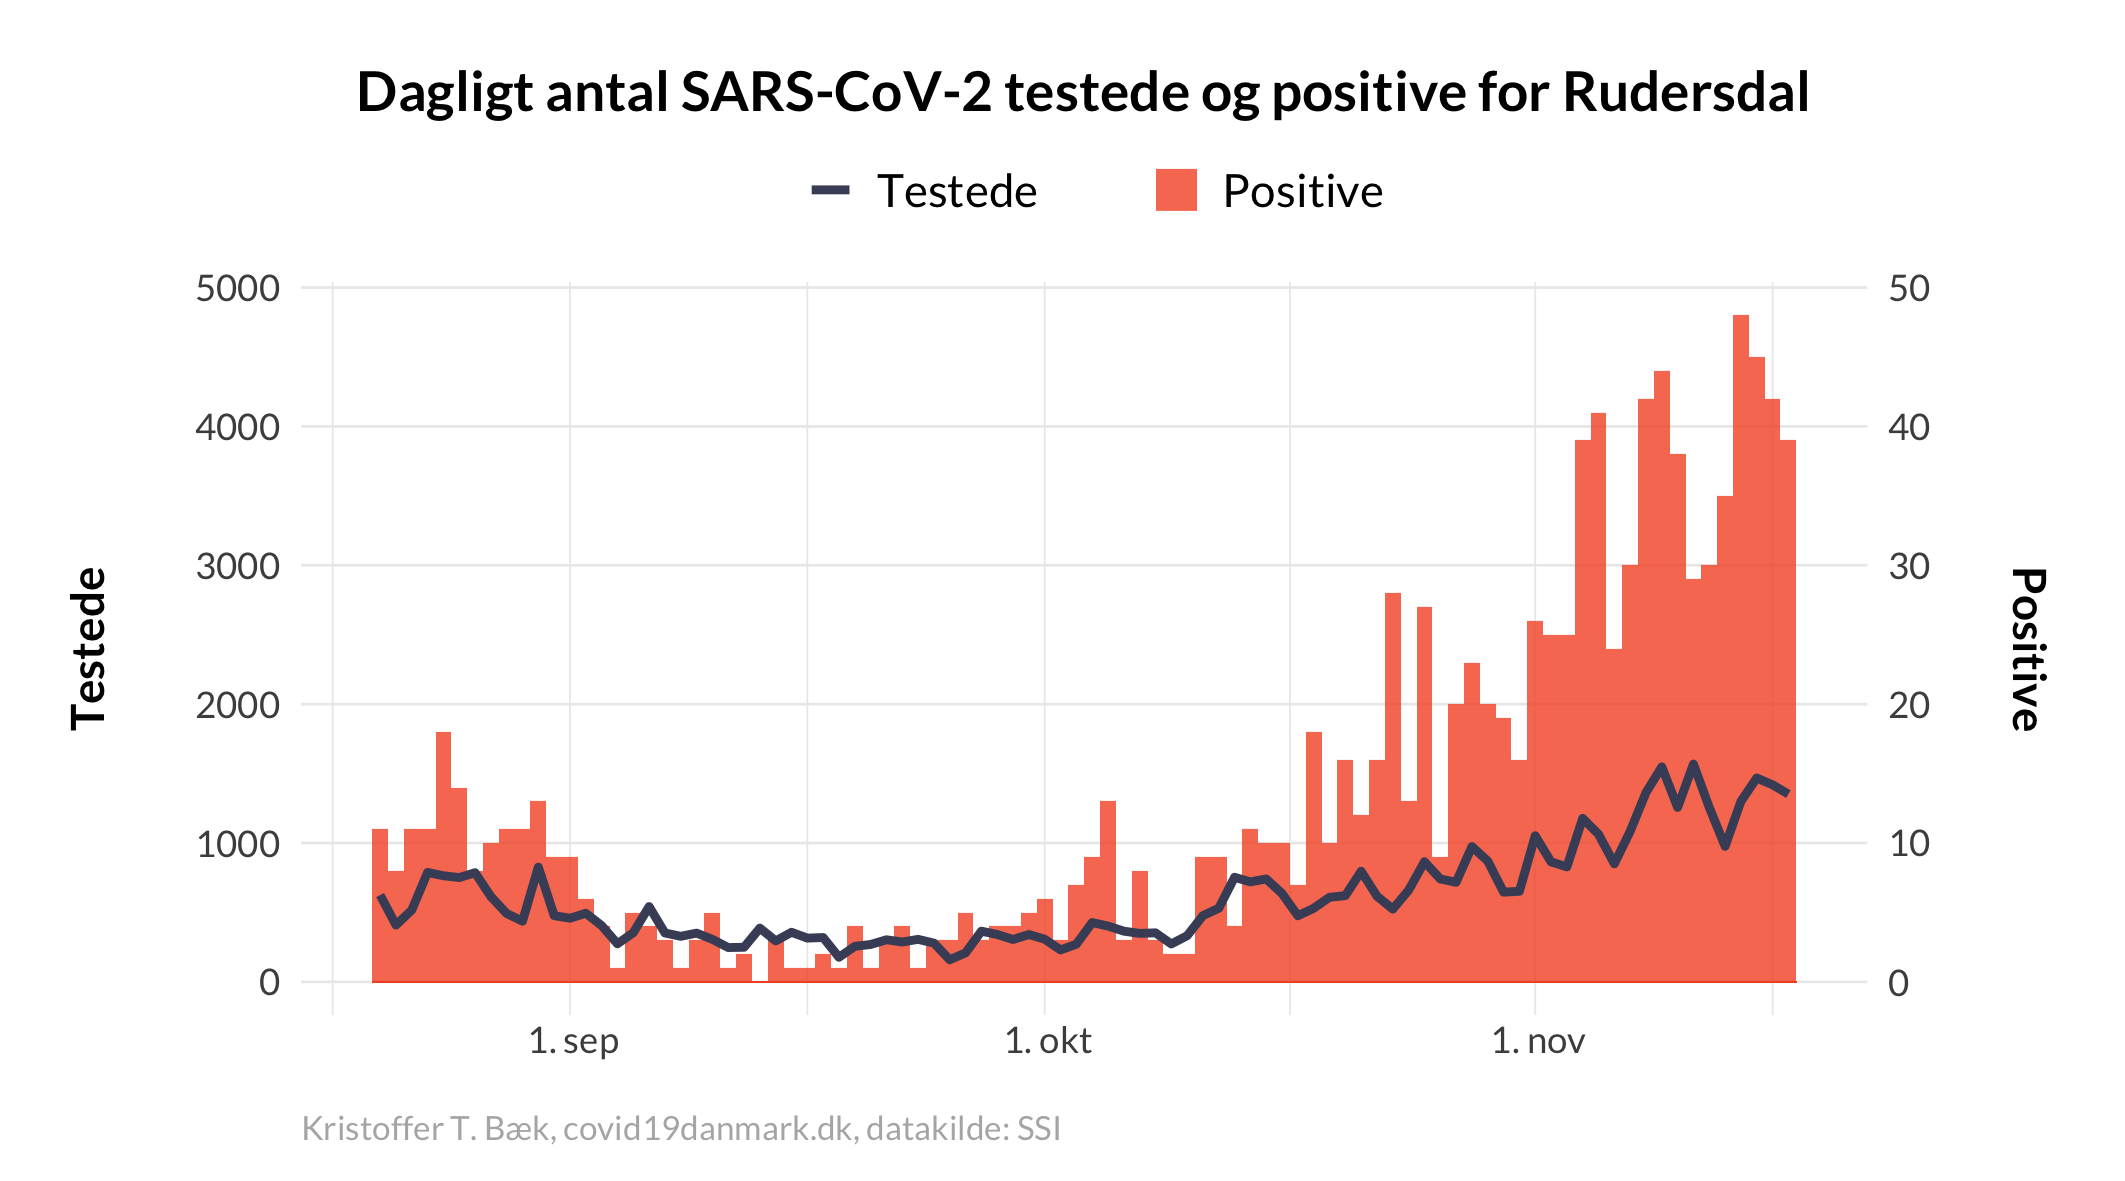 Dagligt antal SARS-CoV-2 testede og positive for Rudersdal
Testede Positive
5000 50
4000 40
3000 30
2000 20
1000 10
0 0
Testede
Positive
1. sep 1. okt 1. nov
Kristoffer T. Bæk, covid19danmark.dk, datakilde: SSI